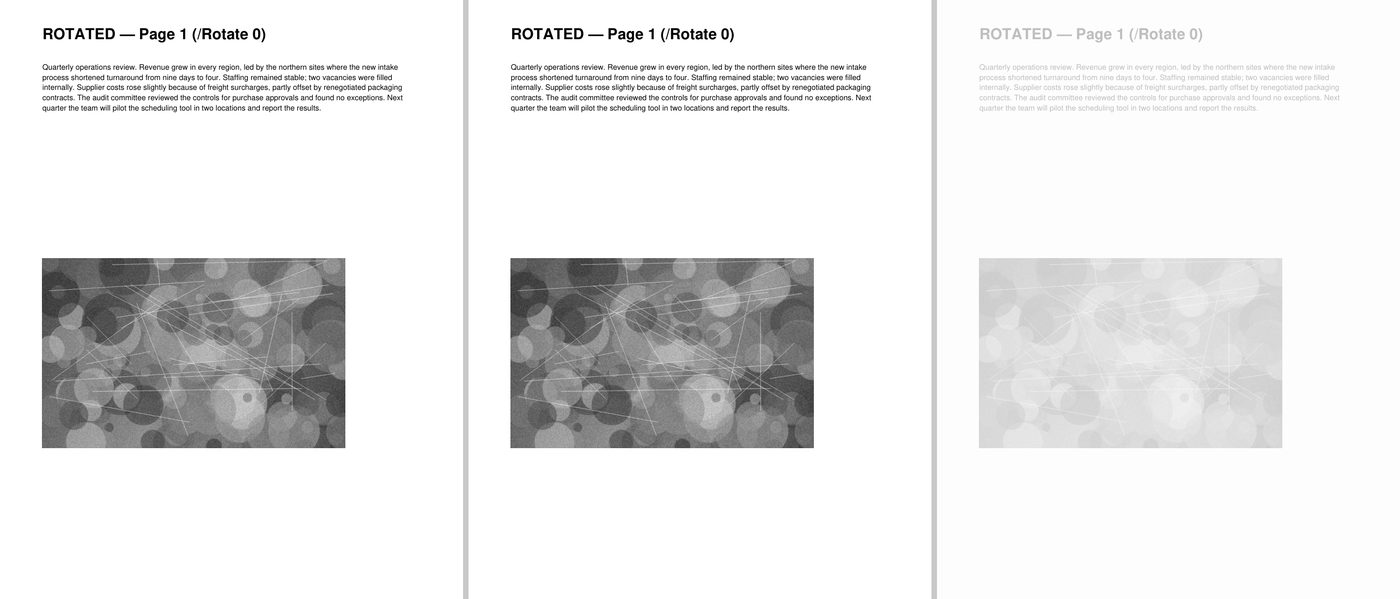 ROTATED — Page 1 (/Rotate 0)
Quarterly operations review. Revenue grew in every region, led by the northern sites where the new intake
process shortened turnaround from nine days to four. Staffing remained stable; two vacancies were filled
internally. Supplier costs rose slightly because of freight surcharges, partly offset by renegotiated packaging
contracts. The audit committee reviewed the controls for purchase approvals and found no exceptions. Next
quarter the team will pilot the scheduling tool in two locations and report the results.
ROTATED — Page 1 (/Rotate 0)
Quarterly operations review. Revenue grew in every region, led by the northern sites where the new intake
process shortened turnaround from nine days to four. Staffing remained stable; two vacancies were filled
internally. Supplier costs rose slightly because of freight surcharges, partly offset by renegotiated packaging
contracts. The audit committee reviewed the controls for purchase approvals and found no exceptions. Next
quarter the team will pilot the scheduling tool in two locations and report the results.
ROTATED — Page 1 (/Rotate 0)
Quarterly operations review. Revenue grew in every region, led by the northern sites where the new intake
process shortened turnaround from nine days to four. Staffing remained stable; two vacancies were filled
internally. Supplier costs rose slightly because of freight surcharges, partly offset by renegotiated packaging
contracts. The audit committee reviewed the controls for purchase approvals and found no exceptions. Next
quarter the team will pilot the scheduling tool in two locations and report the results.